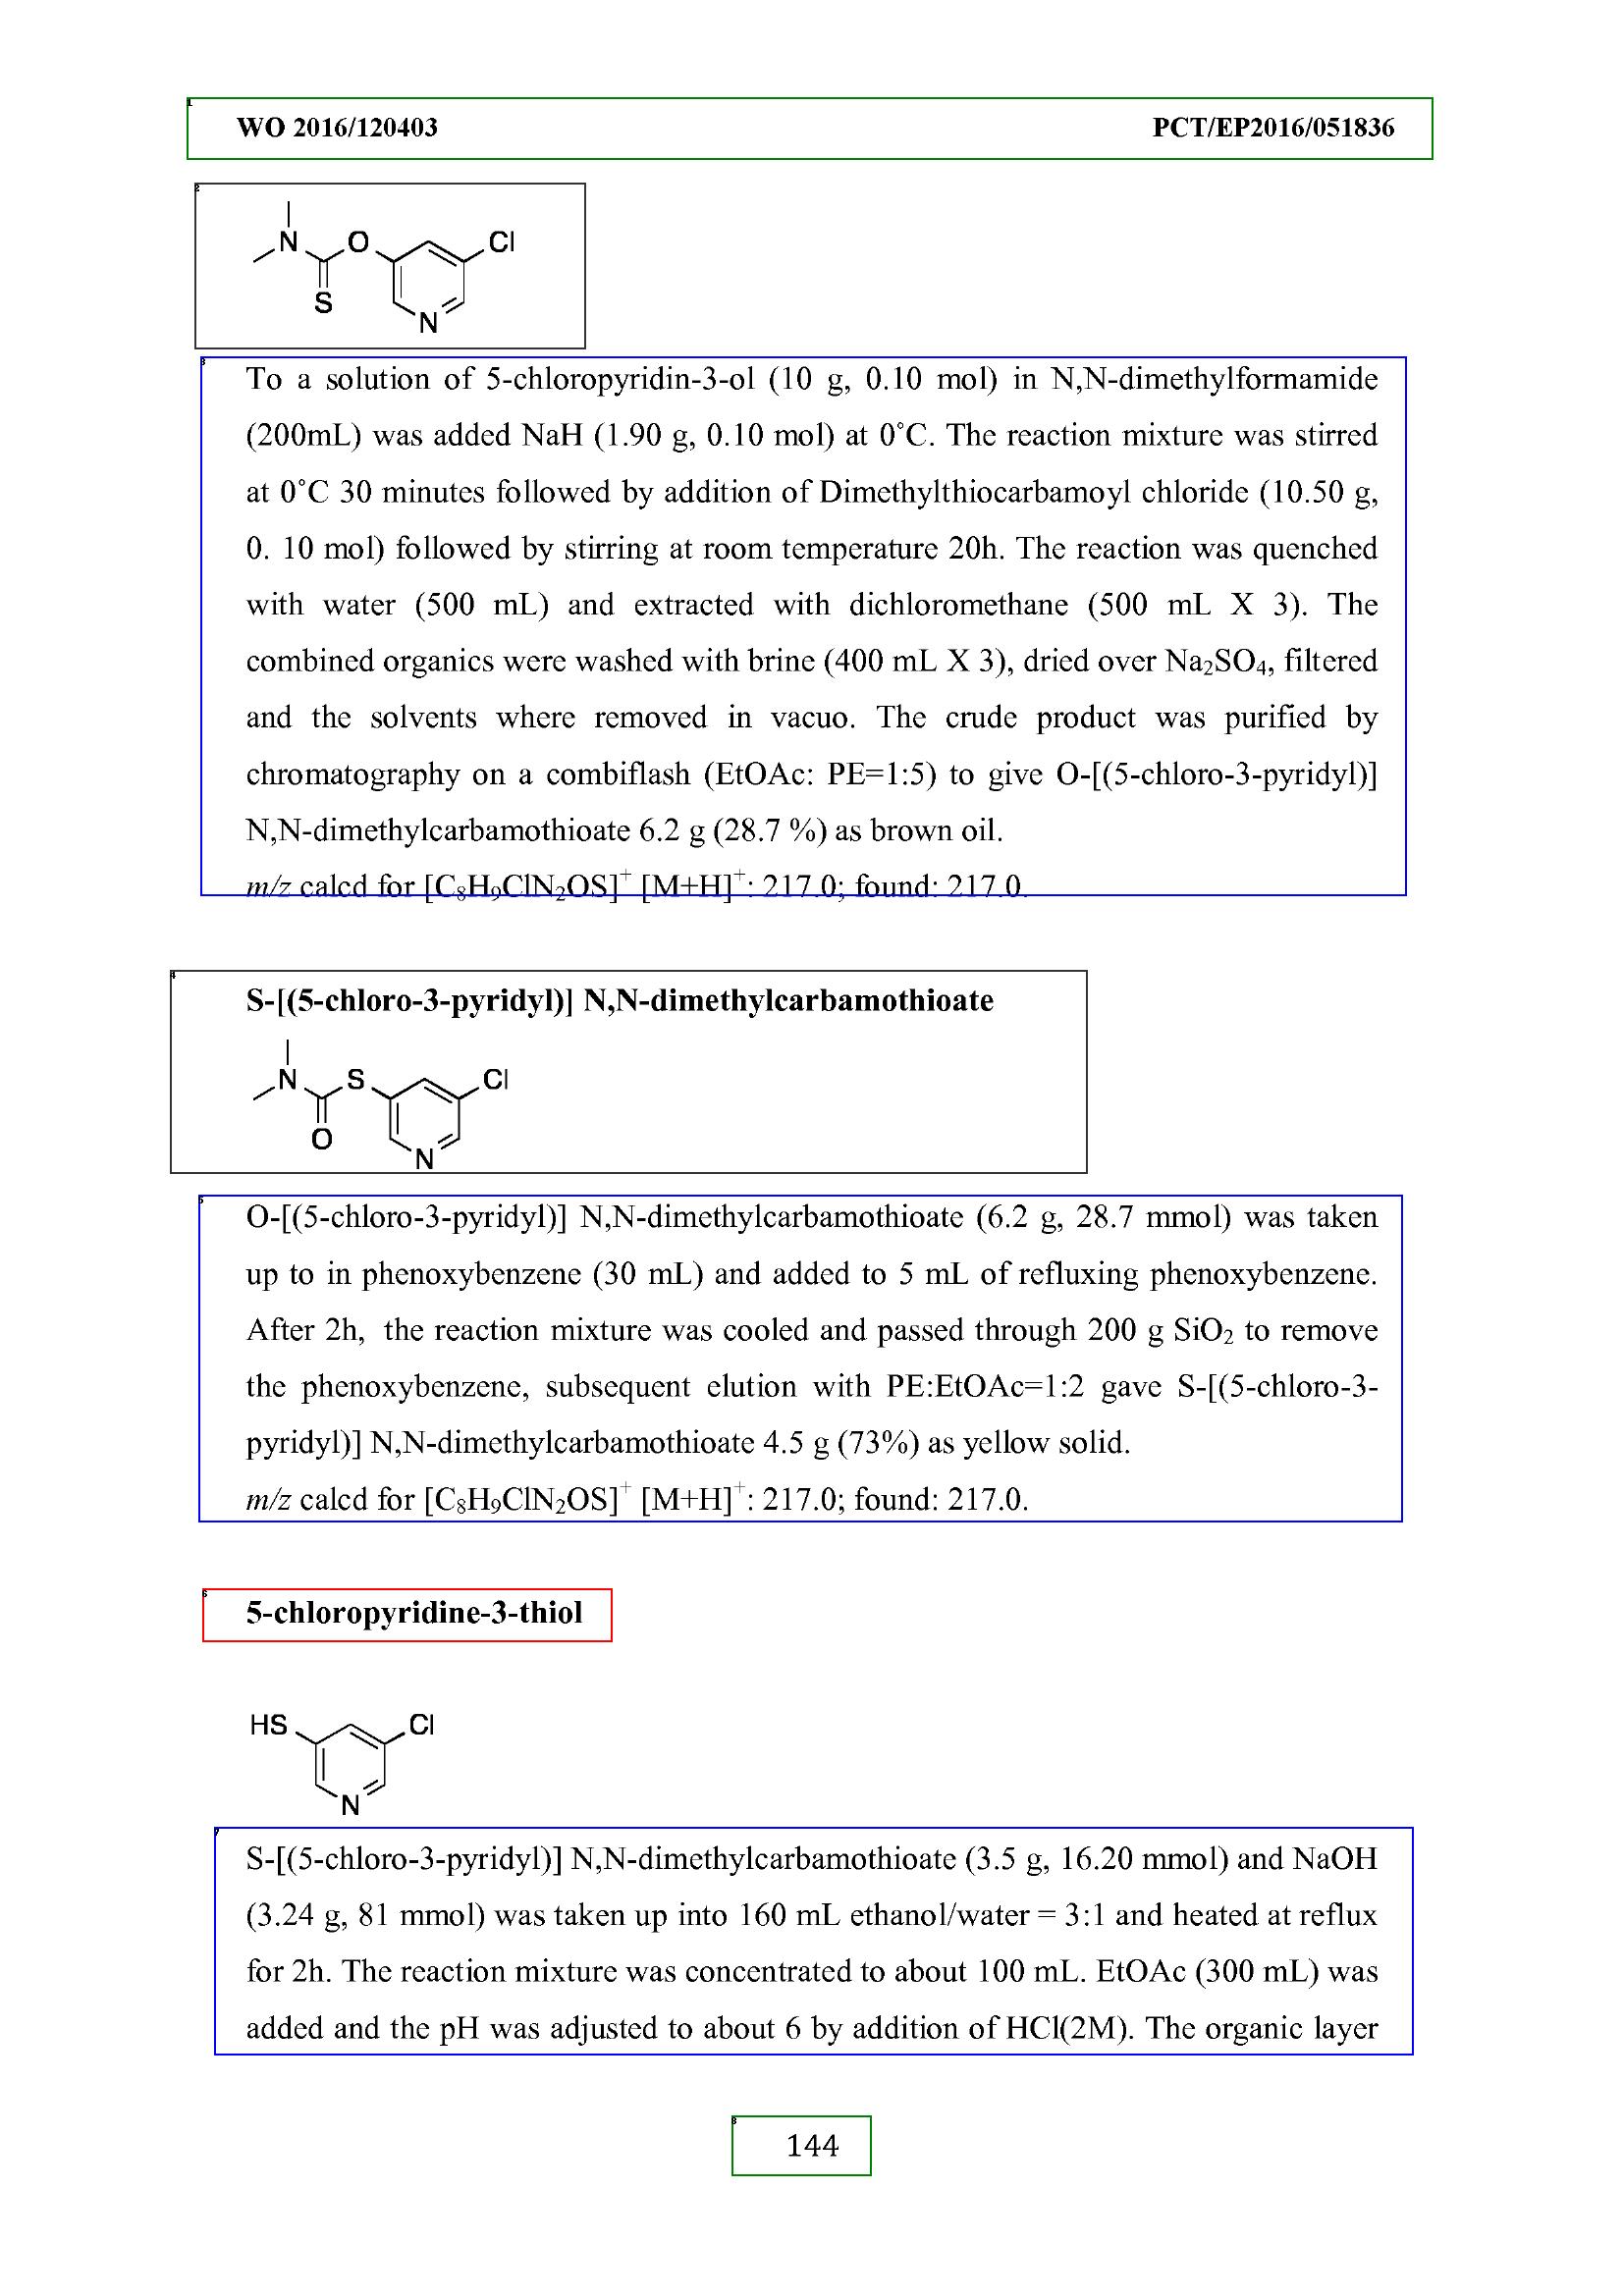 WO 2016/120403 PCT/EP2016/051836
N O Cl
S
N
To a solution of 5-chloropyridin-3-ol (10 g, 0.10 mol) in N,N-dimethylformamide
(200mL) was added NaH (1.90 g, 0.10 mol) at 0˚C. The reaction mixture was stirred
at 0˚C 30 minutes followed by addition of Dimethylthiocarbamoyl chloride (10.50 g,
0. 10 mol) followed by stirring at room temperature 20h. The reaction was quenched
with water (500 mL) and extracted with dichloromethane (500 mL X 3). The
combined organics were washed with brine (400 mL X 3), dried over Na₂SO₄, filtered
and the solvents where removed in vacuo. The crude product was purified by
chromatography on a combiflash (EtOAc: PE=1:5) to give O-[(5-chloro-3-pyridyl)]
N,N-dimethylcarbamothioate 6.2 g (28.7 %) as brown oil.
m/z calcd for [C₈H₉ClN₂OS]⁺ [M+H]⁺: 217.0; found: 217.0.
S-[(5-chloro-3-pyridyl)] N,N-dimethylcarbamothioate
N S Cl
O
N
O-[(5-chloro-3-pyridyl)] N,N-dimethylcarbamothioate (6.2 g, 28.7 mmol) was taken
up to in phenoxybenzene (30 mL) and added to 5 mL of refluxing phenoxybenzene.
After 2h, the reaction mixture was cooled and passed through 200 g SiO₂ to remove
the phenoxybenzene, subsequent elution with PE:EtOAc=1:2 gave S-[(5-chloro-3-
pyridyl)] N,N-dimethylcarbamothioate 4.5 g (73%) as yellow solid.
m/z calcd for [C₈H₉ClN₂OS]⁺ [M+H]⁺: 217.0; found: 217.0.
5-chloropyridine-3-thiol
HS Cl
N
S-[(5-chloro-3-pyridyl)] N,N-dimethylcarbamothioate (3.5 g, 16.20 mmol) and NaOH
(3.24 g, 81 mmol) was taken up into 160 mL ethanol/water = 3:1 and heated at reflux
for 2h. The reaction mixture was concentrated to about 100 mL. EtOAc (300 mL) was
added and the pH was adjusted to about 6 by addition of HCl(2M). The organic layer
144